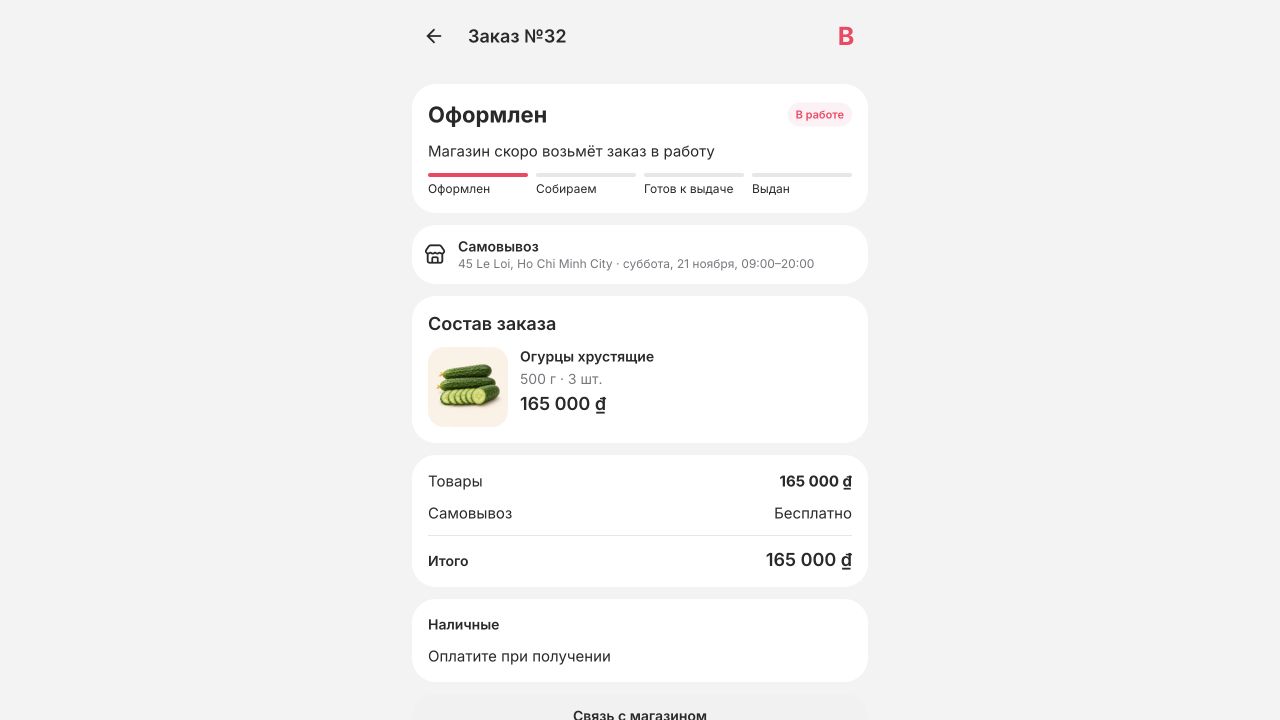 Заказ №32
B
Оформлен
В работе
Магазин скоро возьмёт заказ в работу
Оформлен
Собираем
Готов к выдаче
Выдан
Самовывоз
45 Le Loi, Ho Chi Minh City · суббота, 21 ноября, 09:00–20:00
Состав заказа
Огурцы хрустящие
500 г · 3 шт.
165 000 ₫
Товары 165 000 ₫
Самовывоз Бесплатно
Итого 165 000 ₫
Наличные
Оплатите при получении
Связь с магазином